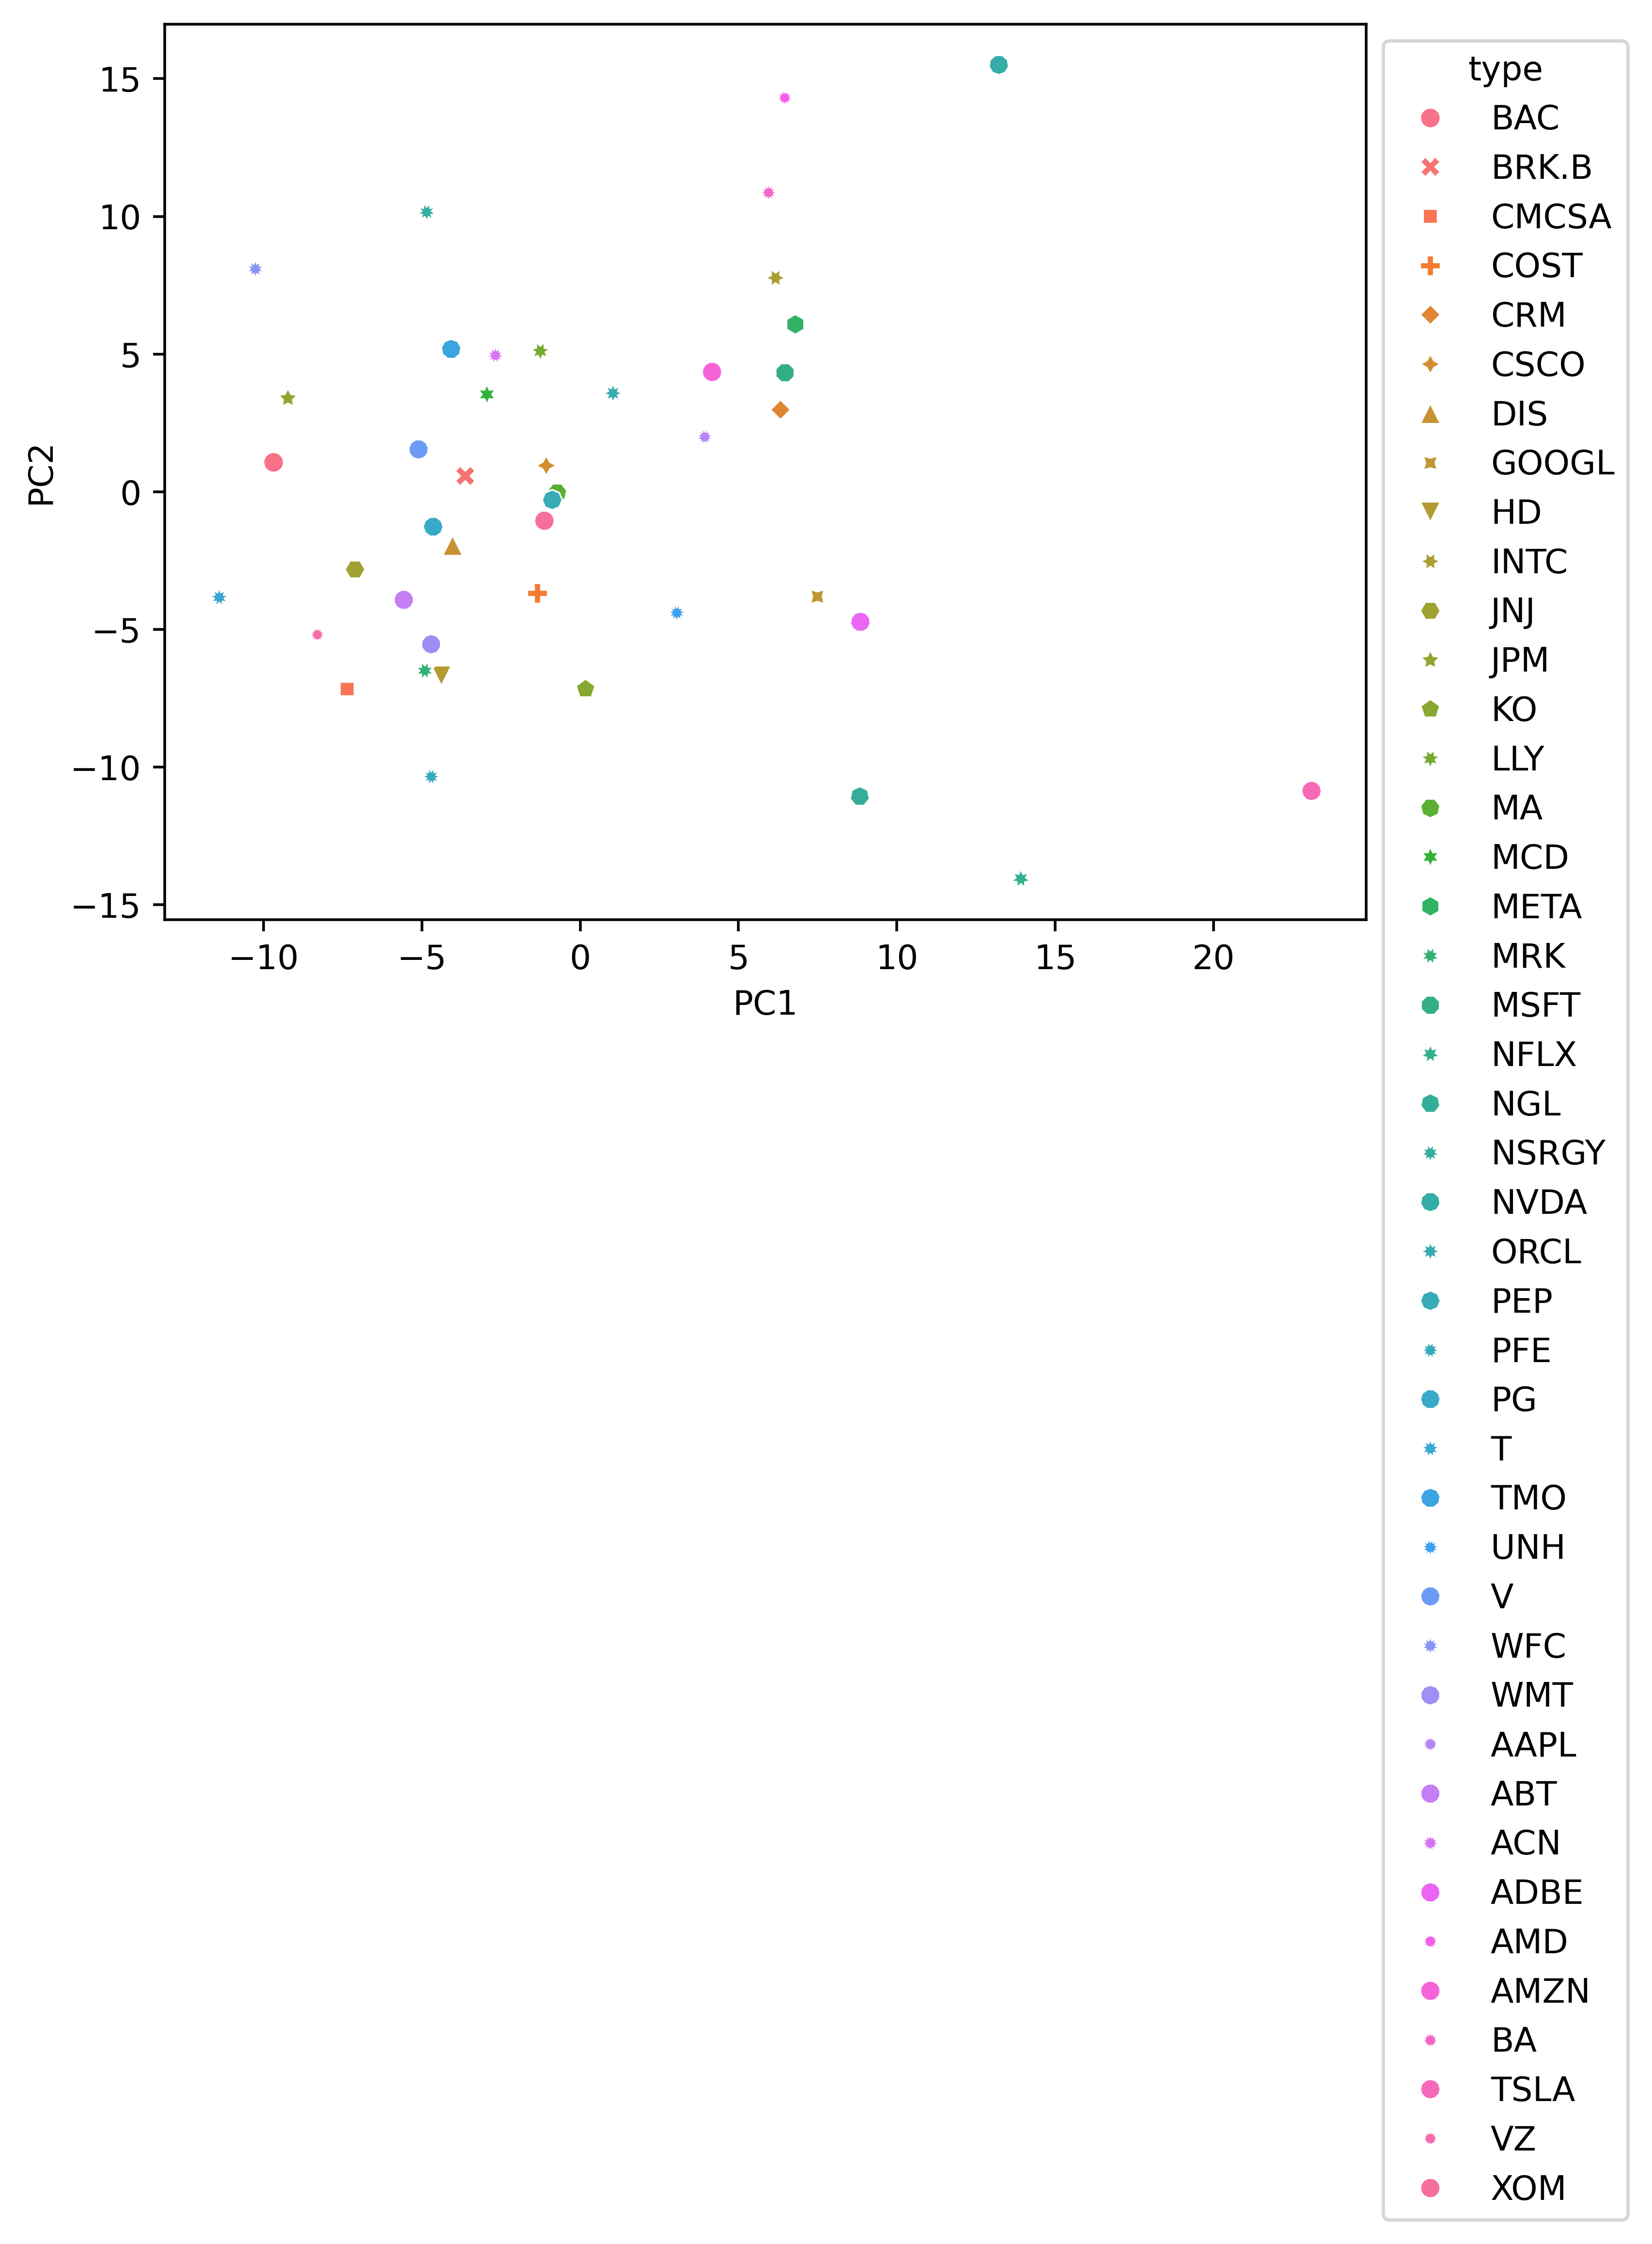 15
10
5
0
−5
−10
−15
PC2
−10
−5
0
5
10
15
20
PC1
type
BAC
BRK.B
CMCSA
COST
CRM
CSCO
DIS
GOOGL
HD
INTC
JNJ
JPM
KO
LLY
MA
MCD
META
MRK
MSFT
NFLX
NGL
NSRGY
NVDA
ORCL
PEP
PFE
PG
T
TMO
UNH
V
WFC
WMT
AAPL
ABT
ACN
ADBE
AMD
AMZN
BA
TSLA
VZ
XOM